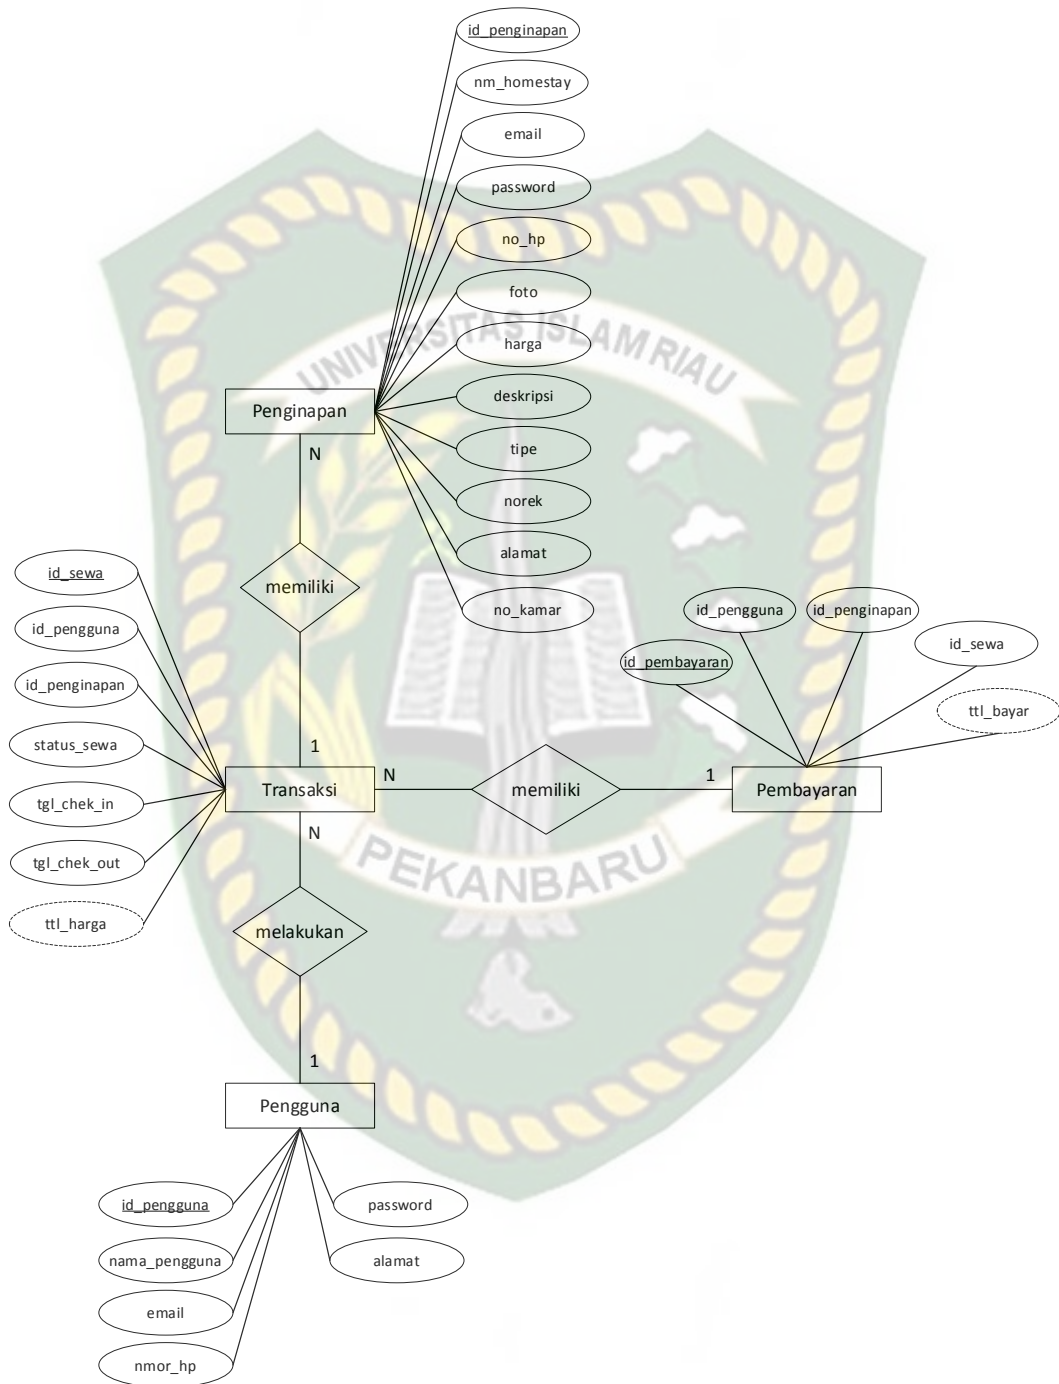 id_penginapan
nm_homestay
email
password
no_hp
foto
UNIVERSITAS ISLAM RIAU
harga
Penginapan
deskripsi
N
tipe
norek
alamat
no_kamar
memiliki
id_sewa
id_pengguna
id_penginapan
status_sewa
tgl_chek_in
tgl_chek_out
ttl_harga
1
Transaksi
N
memiliki
1
Pembayaran
id_pembayaran
id_pengguna
id_penginapan
id_sewa
ttl_bayar
PEKANBARU
N
melakukan
1
Pengguna
id_pengguna
nama_pengguna
email
nmor_hp
password
alamat